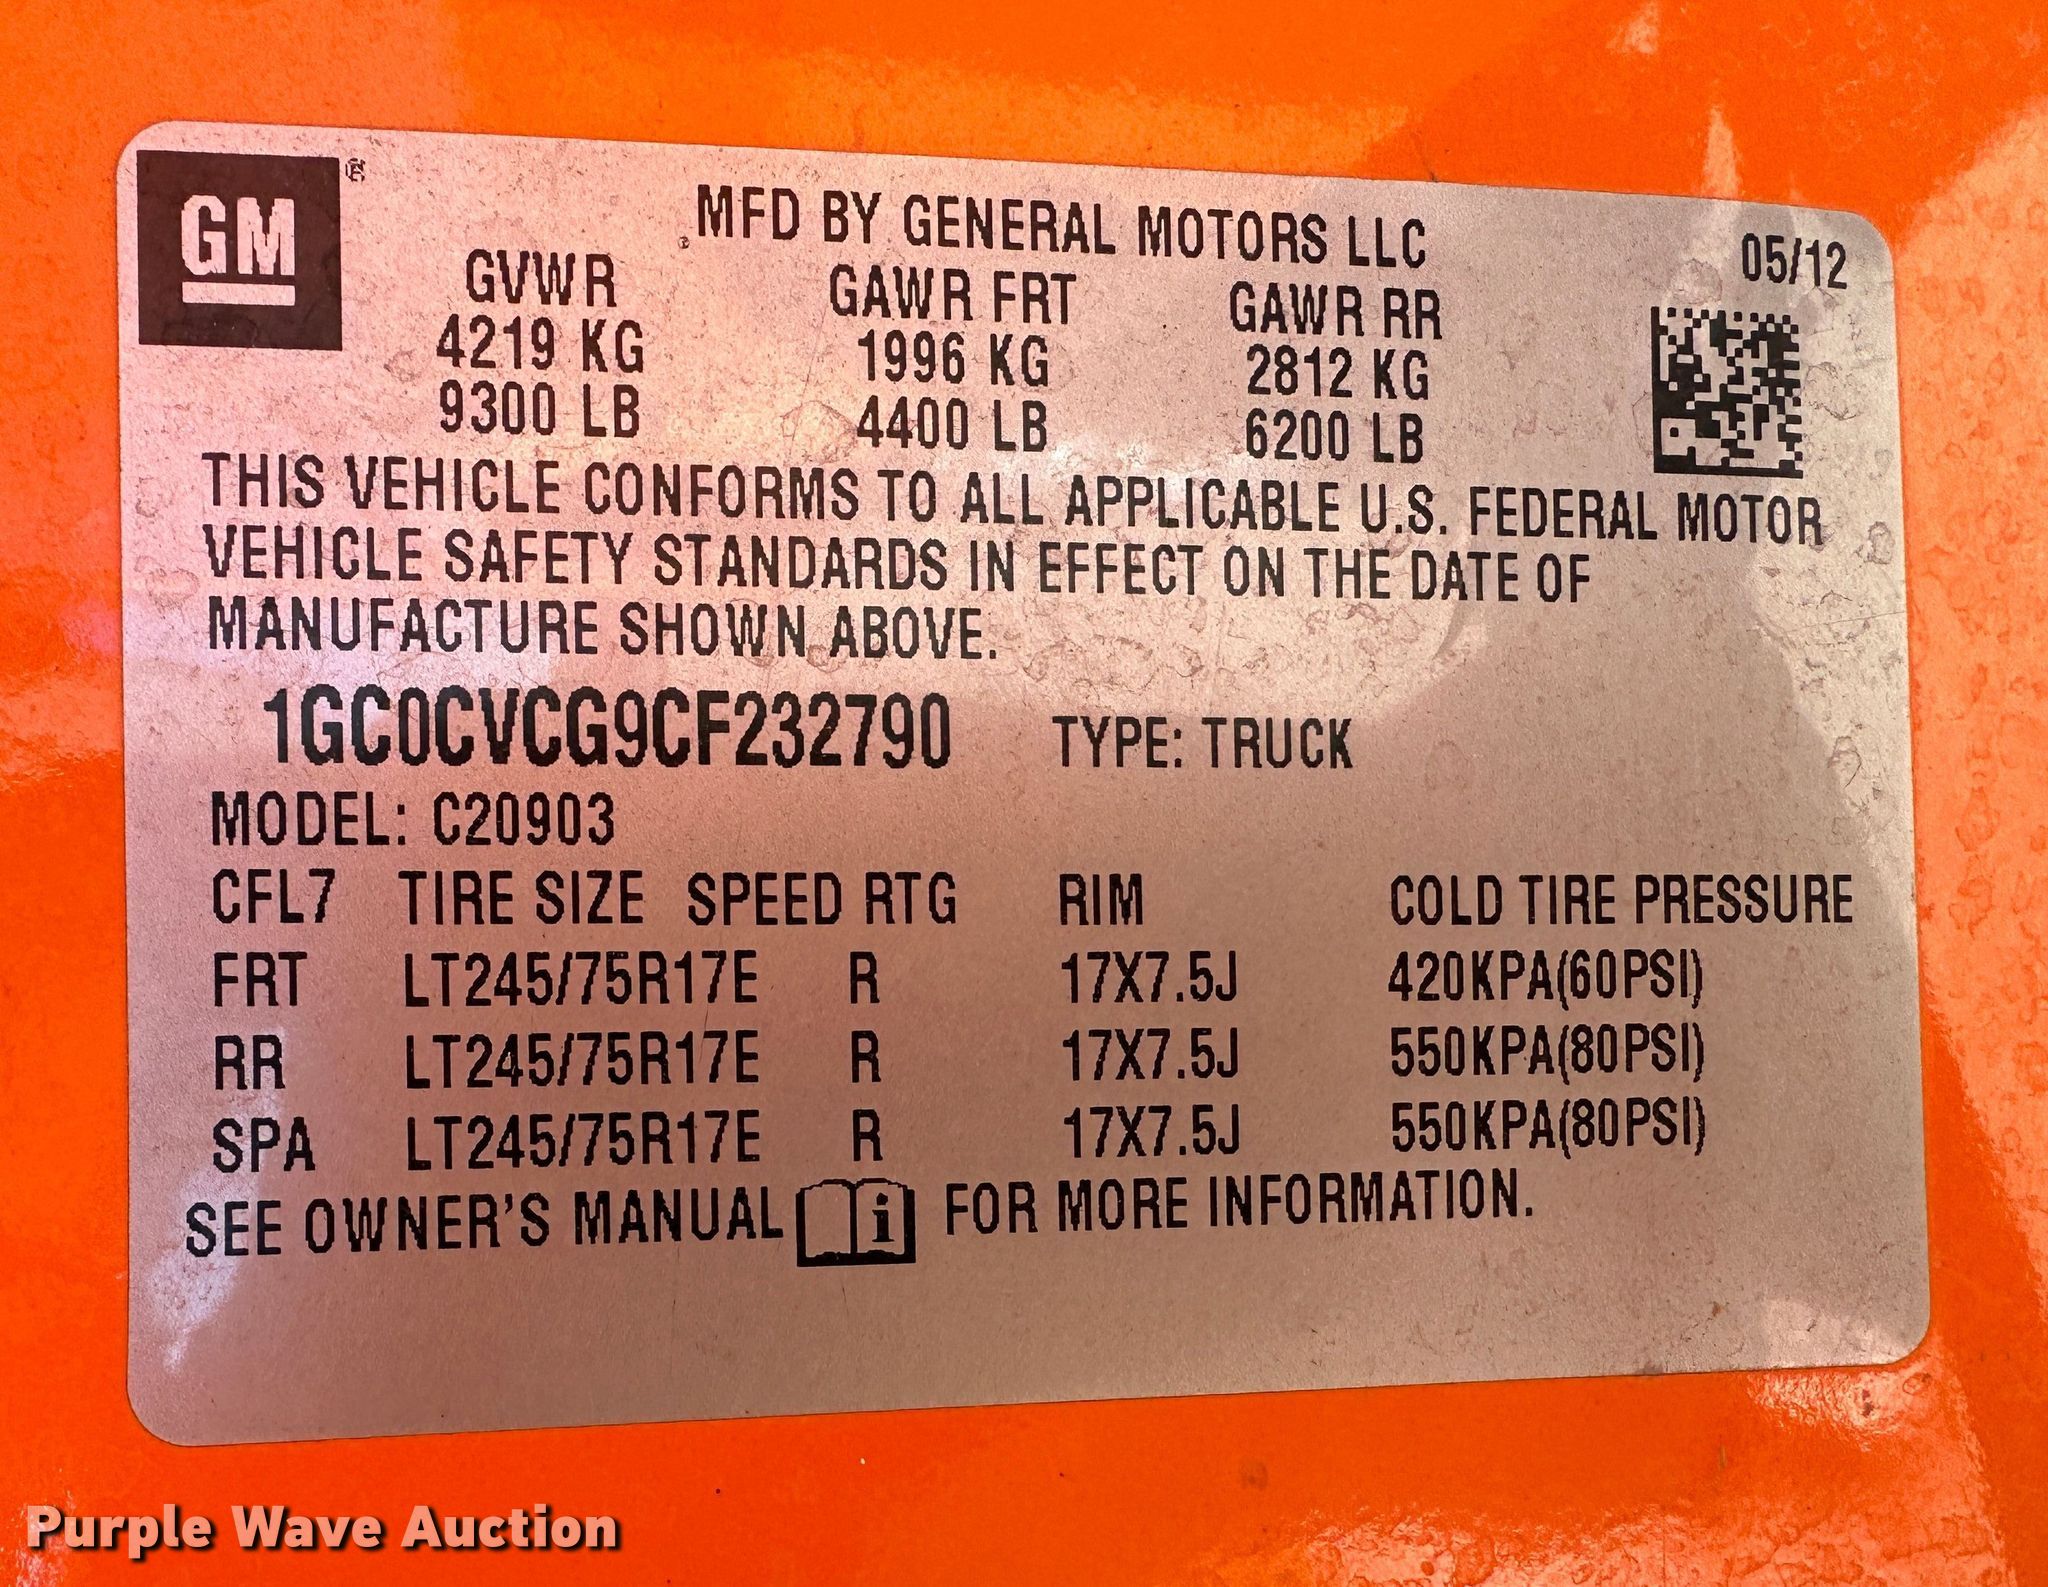 GM®
MFD BY GENERAL MOTORS LLC
05/12
GVWR GAWR FRT GAWR RR
4219 KG 1996 KG 2812 KG
9300 LB 4400 LB 6200 LB
THIS VEHICLE CONFORMS TO ALL APPLICABLE U.S. FEDERAL MOTOR
VEHICLE SAFETY STANDARDS IN EFFECT ON THE DATE OF
MANUFACTURE SHOWN ABOVE.
1GC0CVCG9CF232790 TYPE: TRUCK
MODEL: C20903
CFL7 TIRE SIZE SPEED RTG RIM COLD TIRE PRESSURE
FRT LT245/75R17E R 17X7.5J 420KPA(60PSI)
RR LT245/75R17E R 17X7.5J 550KPA(80PSI)
SPA LT245/75R17E R 17X7.5J 550KPA(80PSI)
SEE OWNER'S MANUAL i FOR MORE INFORMATION.
Purple Wave Auction